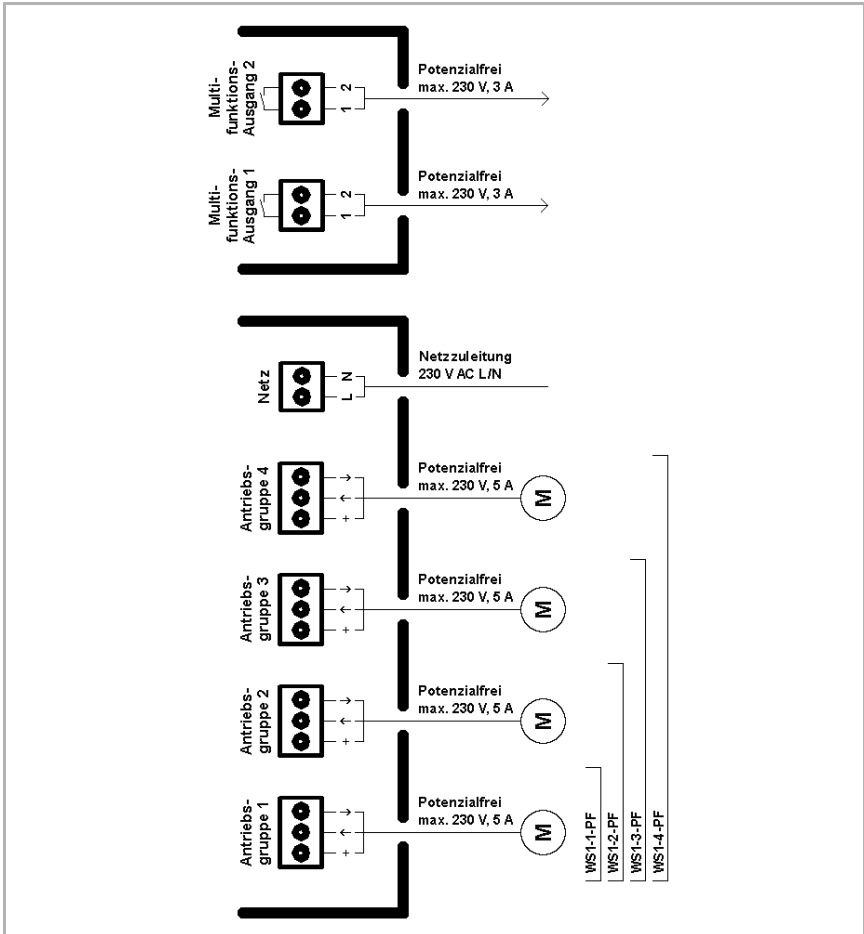 Multi-
funktions-
Ausgang 2
1 2
Potenzialfrei
max. 230 V, 3 A
Multi-
funktions-
Ausgang 1
1 2
Potenzialfrei
max. 230 V, 3 A
Netz
L N
Netzzuleitung
230 V AC L/N
Antriebs-
gruppe 4
+ ← →
Potenzialfrei
max. 230 V, 5 A
M
Antriebs-
gruppe 3
+ ← →
Potenzialfrei
max. 230 V, 5 A
M
Antriebs-
gruppe 2
+ ← →
Potenzialfrei
max. 230 V, 5 A
M
Antriebs-
gruppe 1
+ ← →
Potenzialfrei
max. 230 V, 5 A
M
WS1-1-PF
WS1-2-PF
WS1-3-PF
WS1-4-PF